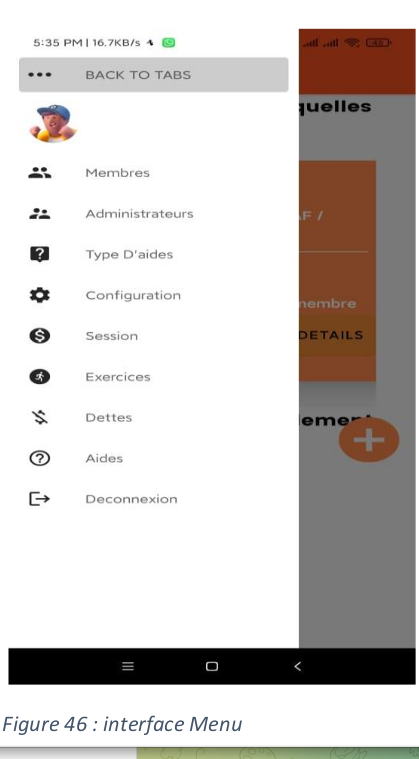 5:35 PM | 16.7KB/s
BACK TO TABS
quelles
Membres
Administrateurs
AF /
Type D'aides
Configuration
membre
Session
DETAILS
Exercices
Dettes
Aides
Deconnexion
Figure 46 : interface Menu